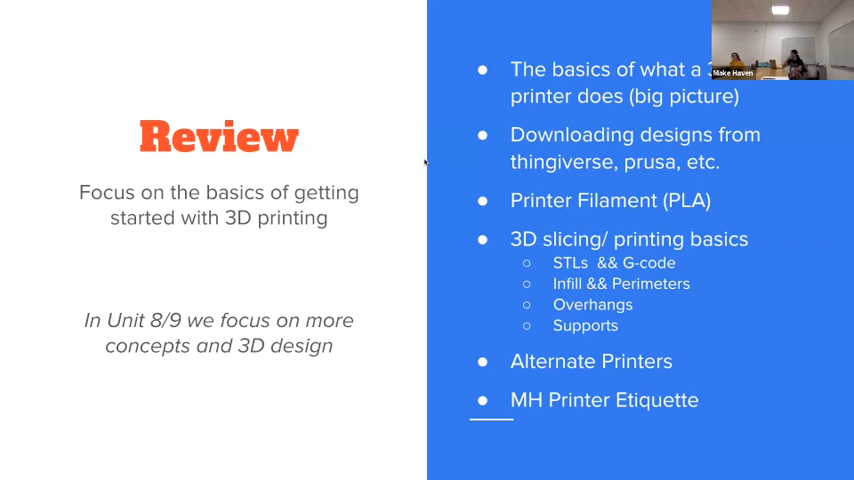 Review
Focus on the basics of getting
started with 3D printing
In Unit 8/9 we focus on more
concepts and 3D design
The basics of what a
printer does (big picture)
Downloading designs from
thingiverse, prusa, etc.
Printer Filament (PLA)
3D slicing/ printing basics
STLs && G-code
Infill && Perimeters
Overhangs
Supports
Alternate Printers
MH Printer Etiquette
Make Haven